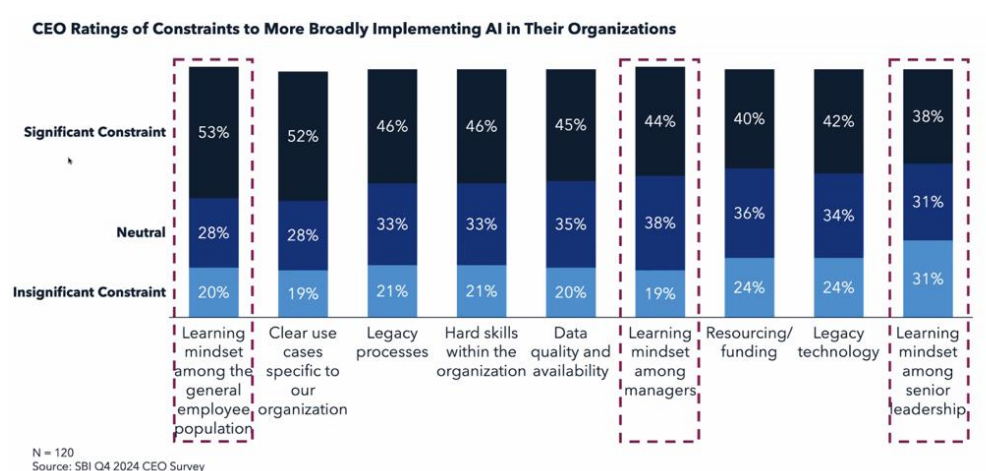 CEO Ratings of Constraints to More Broadly Implementing AI in Their Organizations
Significant Constraint
53%
52%
46%
46%
45%
44%
40%
42%
38%
Neutral
28%
28%
33%
33%
35%
38%
36%
34%
31%
Insignificant Constraint
20%
19%
21%
21%
20%
19%
24%
24%
31%
Learning
mindset
among the
general
employee
population
Clear use
cases
specific to
our
organization
Legacy
processes
Hard skills
within the
organization
Data
quality and
availability
Learning
mindset
among
managers
Resourcing/
funding
Legacy
technology
Learning
mindset
among
senior
leadership
N = 120
Source: SBI Q4 2024 CEO Survey